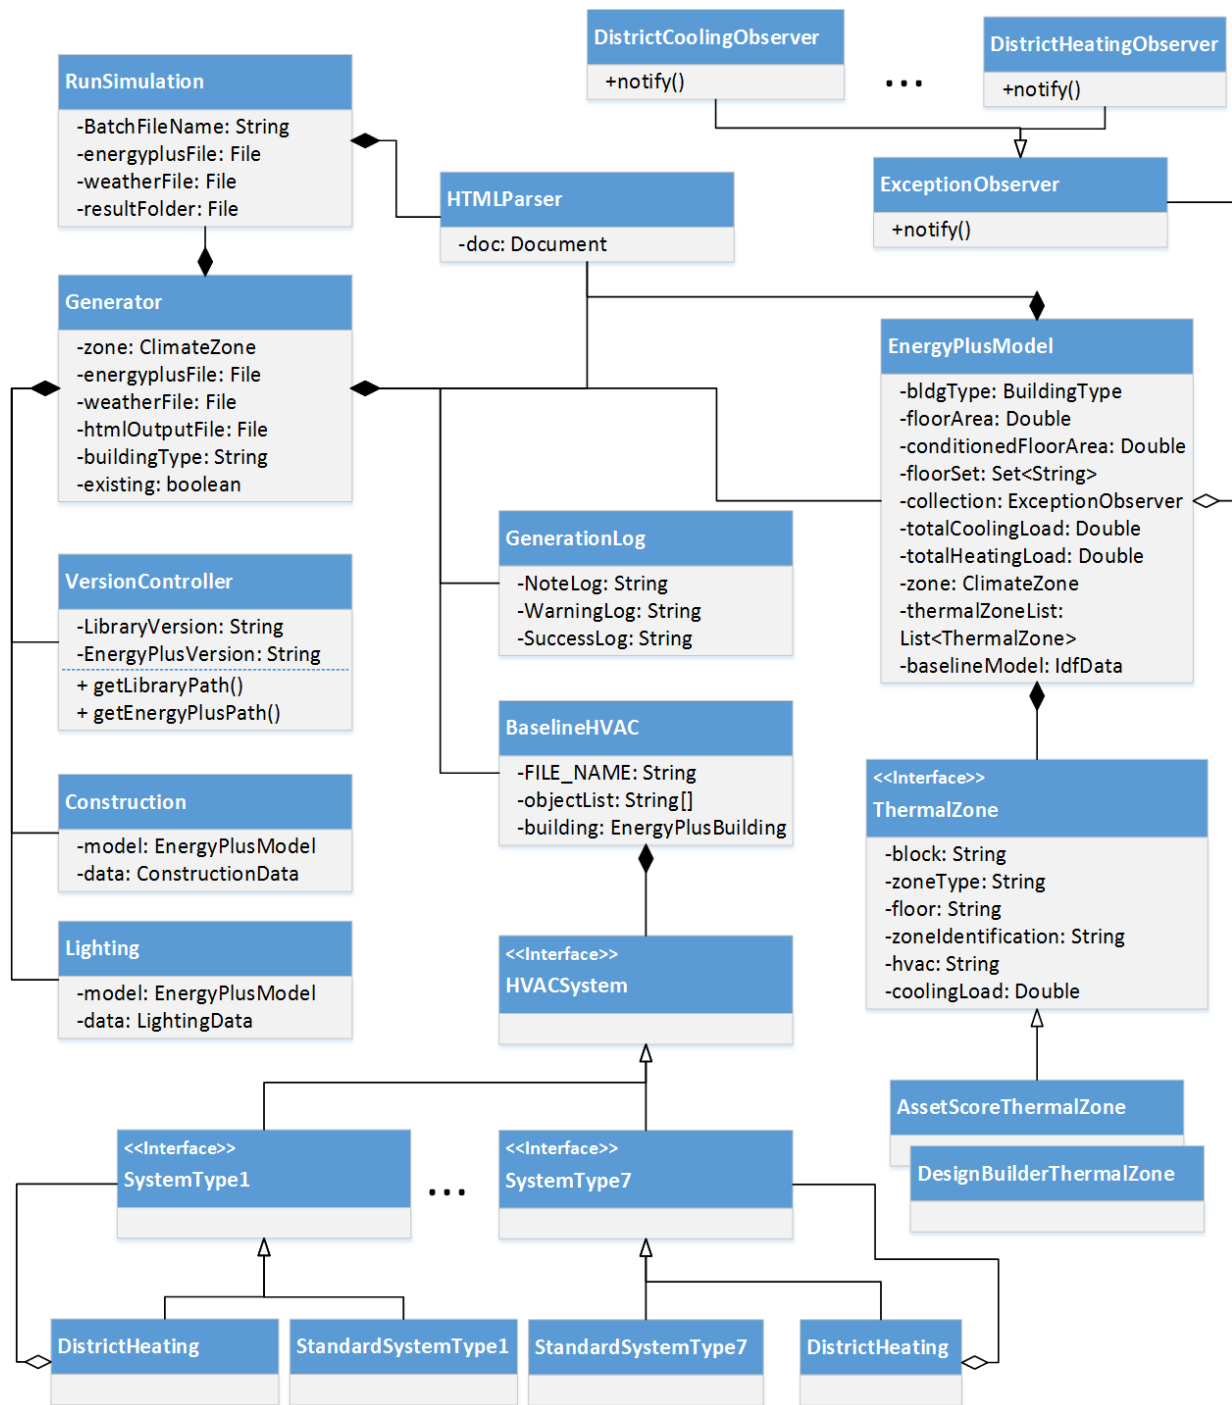 DistrictCoolingObserver
+notify()
...
DistrictHeatingObserver
+notify()
RunSimulation
-BatchFileName: String
-energyplusFile: File
-weatherFile: File
-resultFolder: File
HTMLParser
-doc: Document
ExceptionObserver
+notify()
Generator
-zone: ClimateZone
-energyplusFile: File
-weatherFile: File
-htmlOutputFile: File
-buildingType: String
-existing: boolean
EnergyPlusModel
-bldgType: BuildingType
-floorArea: Double
-conditionedFloorArea: Double
-floorSet: Set<String>
-collection: ExceptionObserver
-totalCoolingLoad: Double
-totalHeatingLoad: Double
-zone: ClimateZone
-thermalZoneList:
List<ThermalZone>
-baselineModel: IdfData
GenerationLog
-NoteLog: String
-WarningLog: String
-SuccessLog: String
VersionController
-LibraryVersion: String
-EnergyPlusVersion: String
+ getLibraryPath()
+ getEnergyPlusPath()
BaselineHVAC
-FILE_NAME: String
-objectList: String[]
-building: EnergyPlusBuilding
Construction
-model: EnergyPlusModel
-data: ConstructionData
<<Interface>>
ThermalZone
-block: String
-zoneType: String
-floor: String
-zoneIdentification: String
-hvac: String
-coolingLoad: Double
Lighting
-model: EnergyPlusModel
-data: LightingData
<<Interface>>
HVACSystem
AssetScoreThermalZone
DesignBuilderThermalZone
<<Interface>>
SystemType1
...
<<Interface>>
SystemType7
DistrictHeating
StandardSystemType1
StandardSystemType7
DistrictHeating